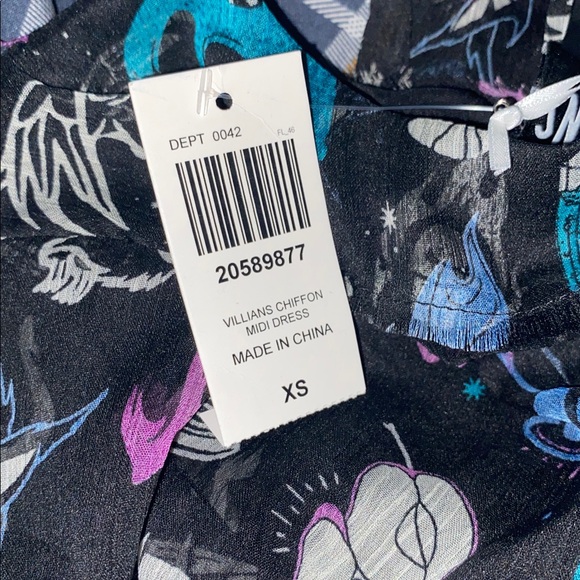 DEPT 0042
FL_46
20589877
VILLIANS CHIFFON
MIDI DRESS
MADE IN CHINA
XS